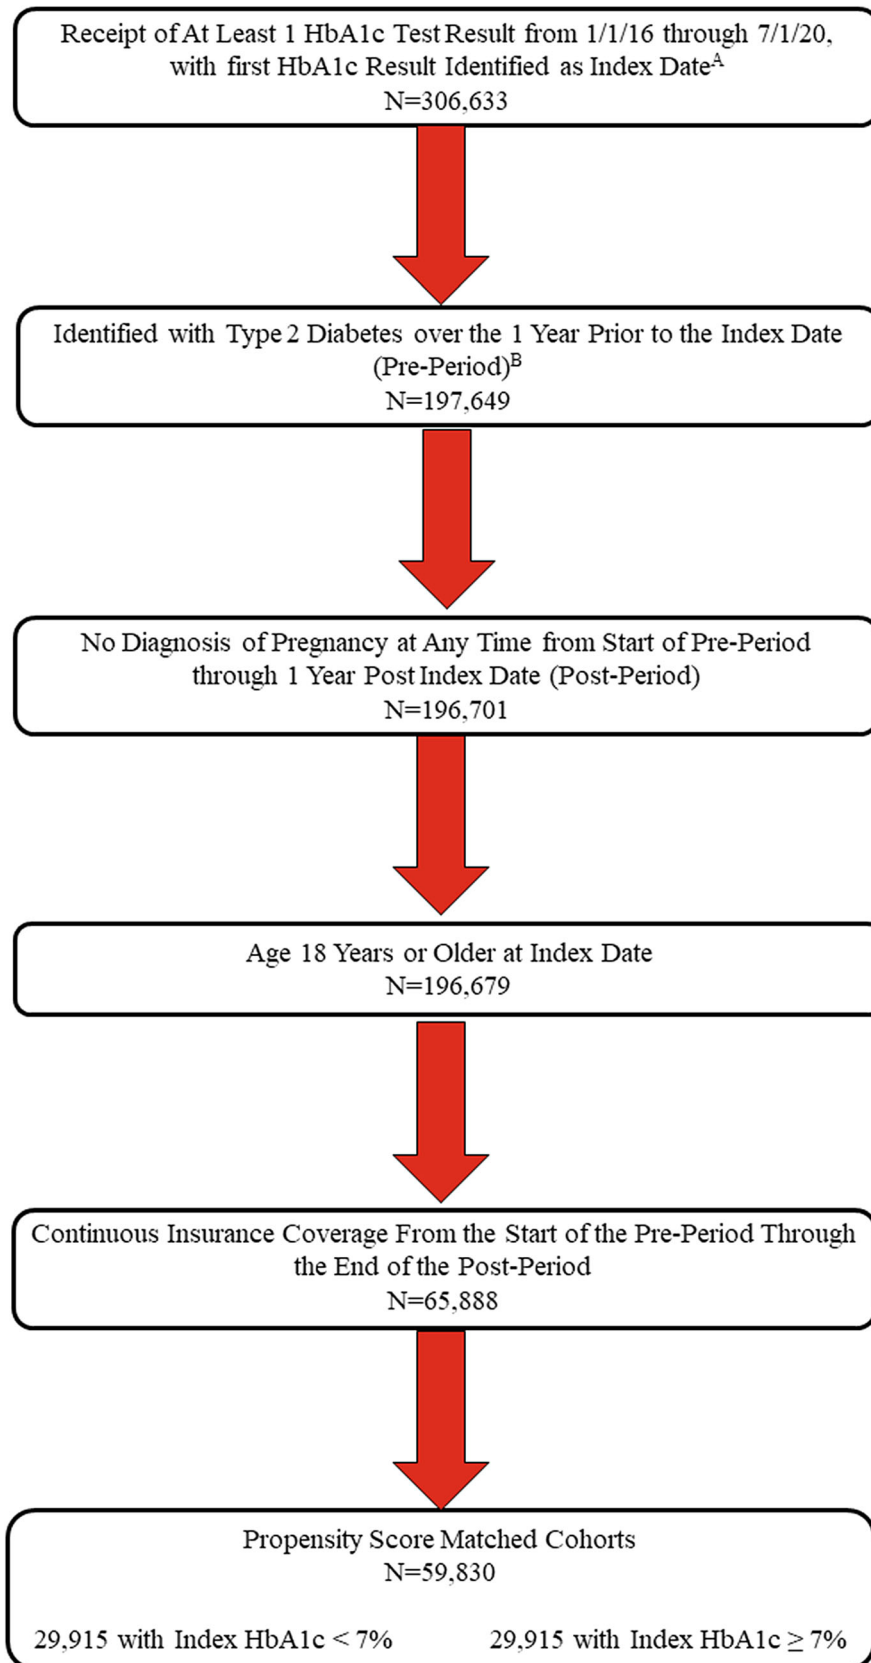 Receipt of At Least 1 HbA1c Test Result from 1/1/16 through 7/1/20,
with first HbA1c Result Identified as Index Dateᴬ
N=306,633
Identified with Type 2 Diabetes over the 1 Year Prior to the Index Date
(Pre-Period)ᴮ
N=197,649
No Diagnosis of Pregnancy at Any Time from Start of Pre-Period
through 1 Year Post Index Date (Post-Period)
N=196,701
Age 18 Years or Older at Index Date
N=196,679
Continuous Insurance Coverage From the Start of the Pre-Period Through
the End of the Post-Period
N=65,888
Propensity Score Matched Cohorts
N=59,830
29,915 with Index HbA1c < 7% 29,915 with Index HbA1c ≥ 7%